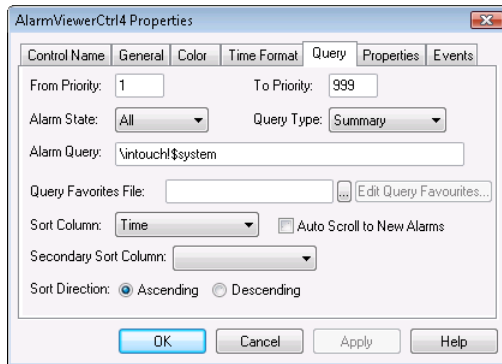 AlarmViewerCtrl4 Properties
Control Name General Color Time Format Query Properties Events
From Priority: 1 To Priority: 999
Alarm State: All Query Type: Summary
Alarm Query: \intouch!$system
Query Favorites File: ... Edit Query Favourites...
Sort Column: Time Auto Scroll to New Alarms
Secondary Sort Column:
Sort Direction: Ascending Descending
OK Cancel Apply Help